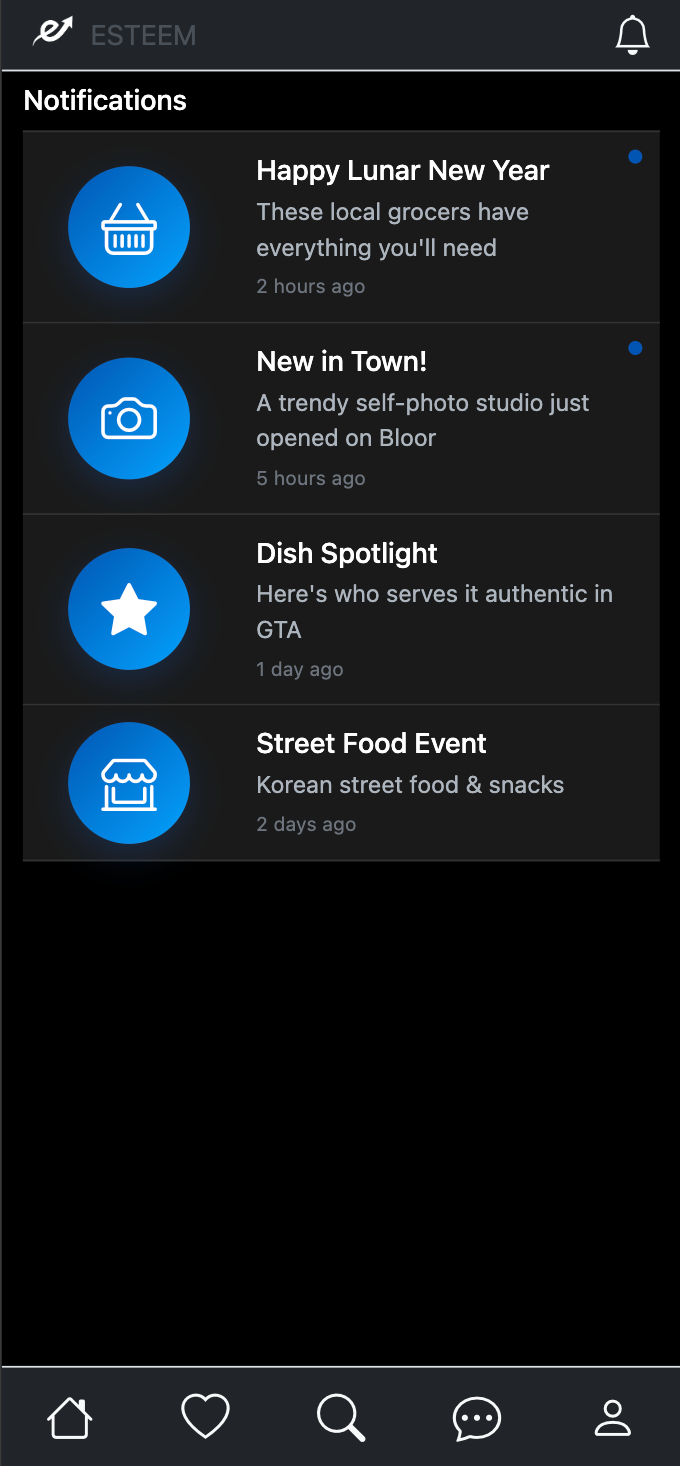 ESTEEM
Notifications
Happy Lunar New Year
These local grocers have
everything you'll need
2 hours ago
New in Town!
A trendy self-photo studio just
opened on Bloor
5 hours ago
Dish Spotlight
Here's who serves it authentic in
GTA
1 day ago
Street Food Event
Korean street food & snacks
2 days ago